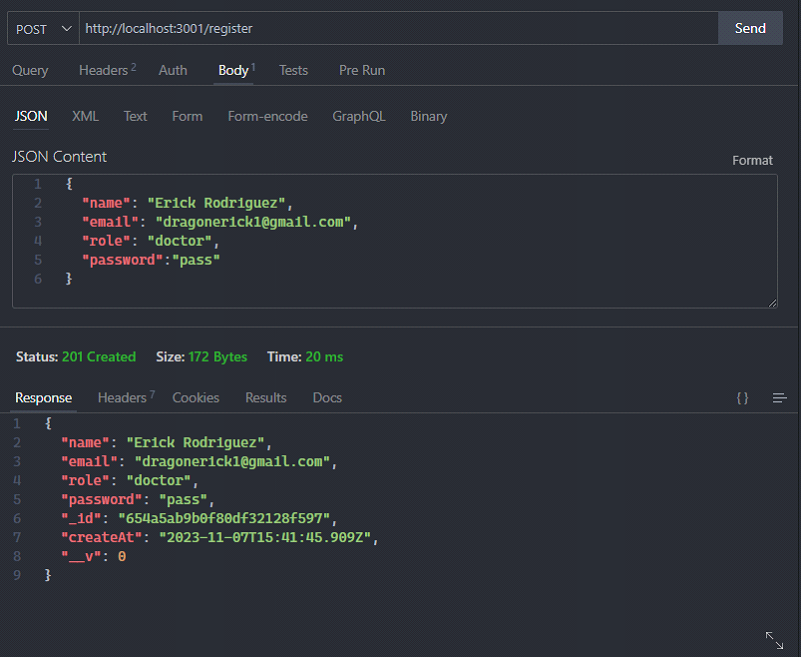 POST http://localhost:3001/register Send
Query Headers 2 Auth Body 1 Tests Pre Run
JSON XML Text Form Form-encode GraphQL Binary
JSON Content Format
1 {
2 "name": "Erick Rodriguez",
3 "email": "dragonerick1@gmail.com",
4 "role": "doctor",
5 "password":"pass"
6 }
Status: 201 Created Size: 172 Bytes Time: 20 ms
Response Headers 7 Cookies Results Docs {}
1 {
2 "name": "Erick Rodriguez",
3 "email": "dragonerick1@gmail.com",
4 "role": "doctor",
5 "password": "pass",
6 "_id": "654a5ab9b0f80df32128f597",
7 "createAt": "2023-11-07T15:41:45.909Z",
8 "__v": 0
9 }